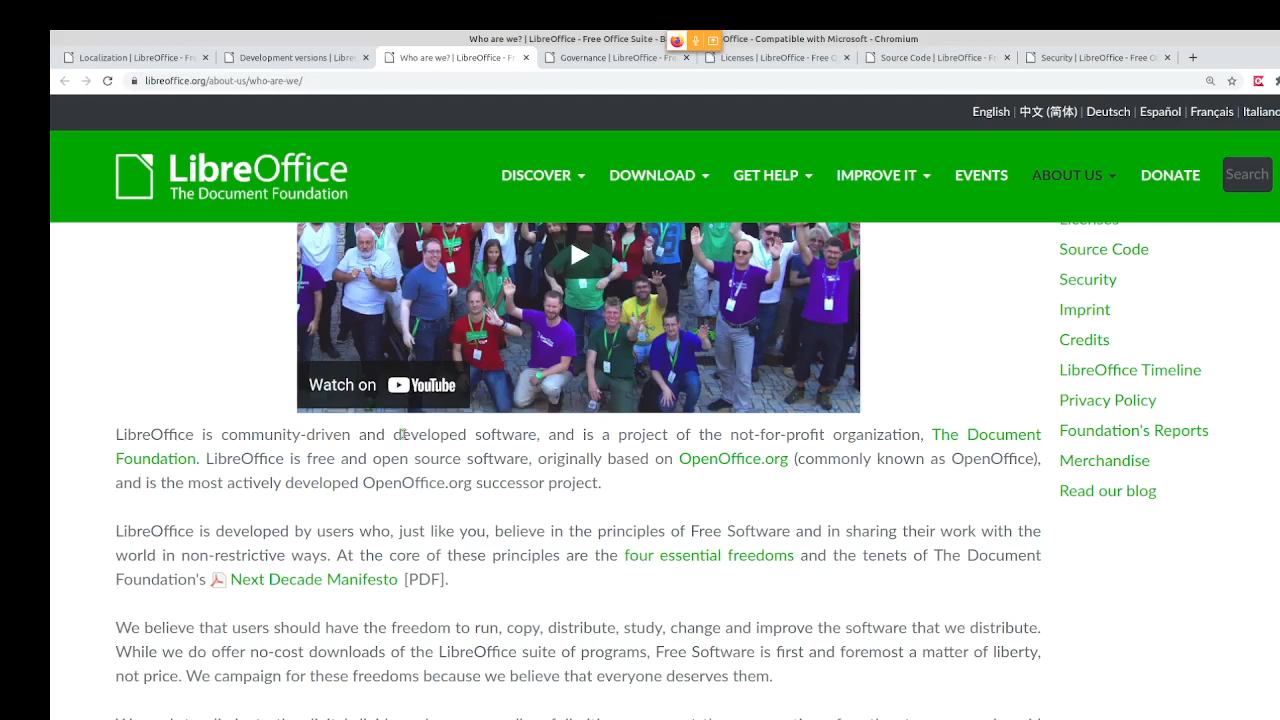 Who are we? | LibreOffice - Free Office Suite - B Office - Compatible with Microsoft - Chromium
Localization | LibreOffice - Fr Development versions | Libre Who are we? | LibreOffice - Fr Governance | LibreOffice - Fre Licenses | LibreOffice - Free O Source Code | LibreOffice - Fr Security | LibreOffice - Free O
libreoffice.org/about-us/who-are-we/
English | 中文 (简体) | Deutsch | Español | Français | Italiano
LibreOffice
The Document Foundation
DISCOVER DOWNLOAD GET HELP IMPROVE IT EVENTS ABOUT US DONATE Search
Watch on YouTube
LibreOffice is community-driven and developed software, and is a project of the not-for-profit organization, The Document
Foundation. LibreOffice is free and open source software, originally based on OpenOffice.org (commonly known as OpenOffice),
and is the most actively developed OpenOffice.org successor project.
LibreOffice is developed by users who, just like you, believe in the principles of Free Software and in sharing their work with the
world in non-restrictive ways. At the core of these principles are the four essential freedoms and the tenets of The Document
Foundation's Next Decade Manifesto [PDF].
We believe that users should have the freedom to run, copy, distribute, study, change and improve the software that we distribute.
While we do offer no-cost downloads of the LibreOffice suite of programs, Free Software is first and foremost a matter of liberty,
not price. We campaign for these freedoms because we believe that everyone deserves them.
Licenses
Source Code
Security
Imprint
Credits
LibreOffice Timeline
Privacy Policy
Foundation's Reports
Merchandise
Read our blog